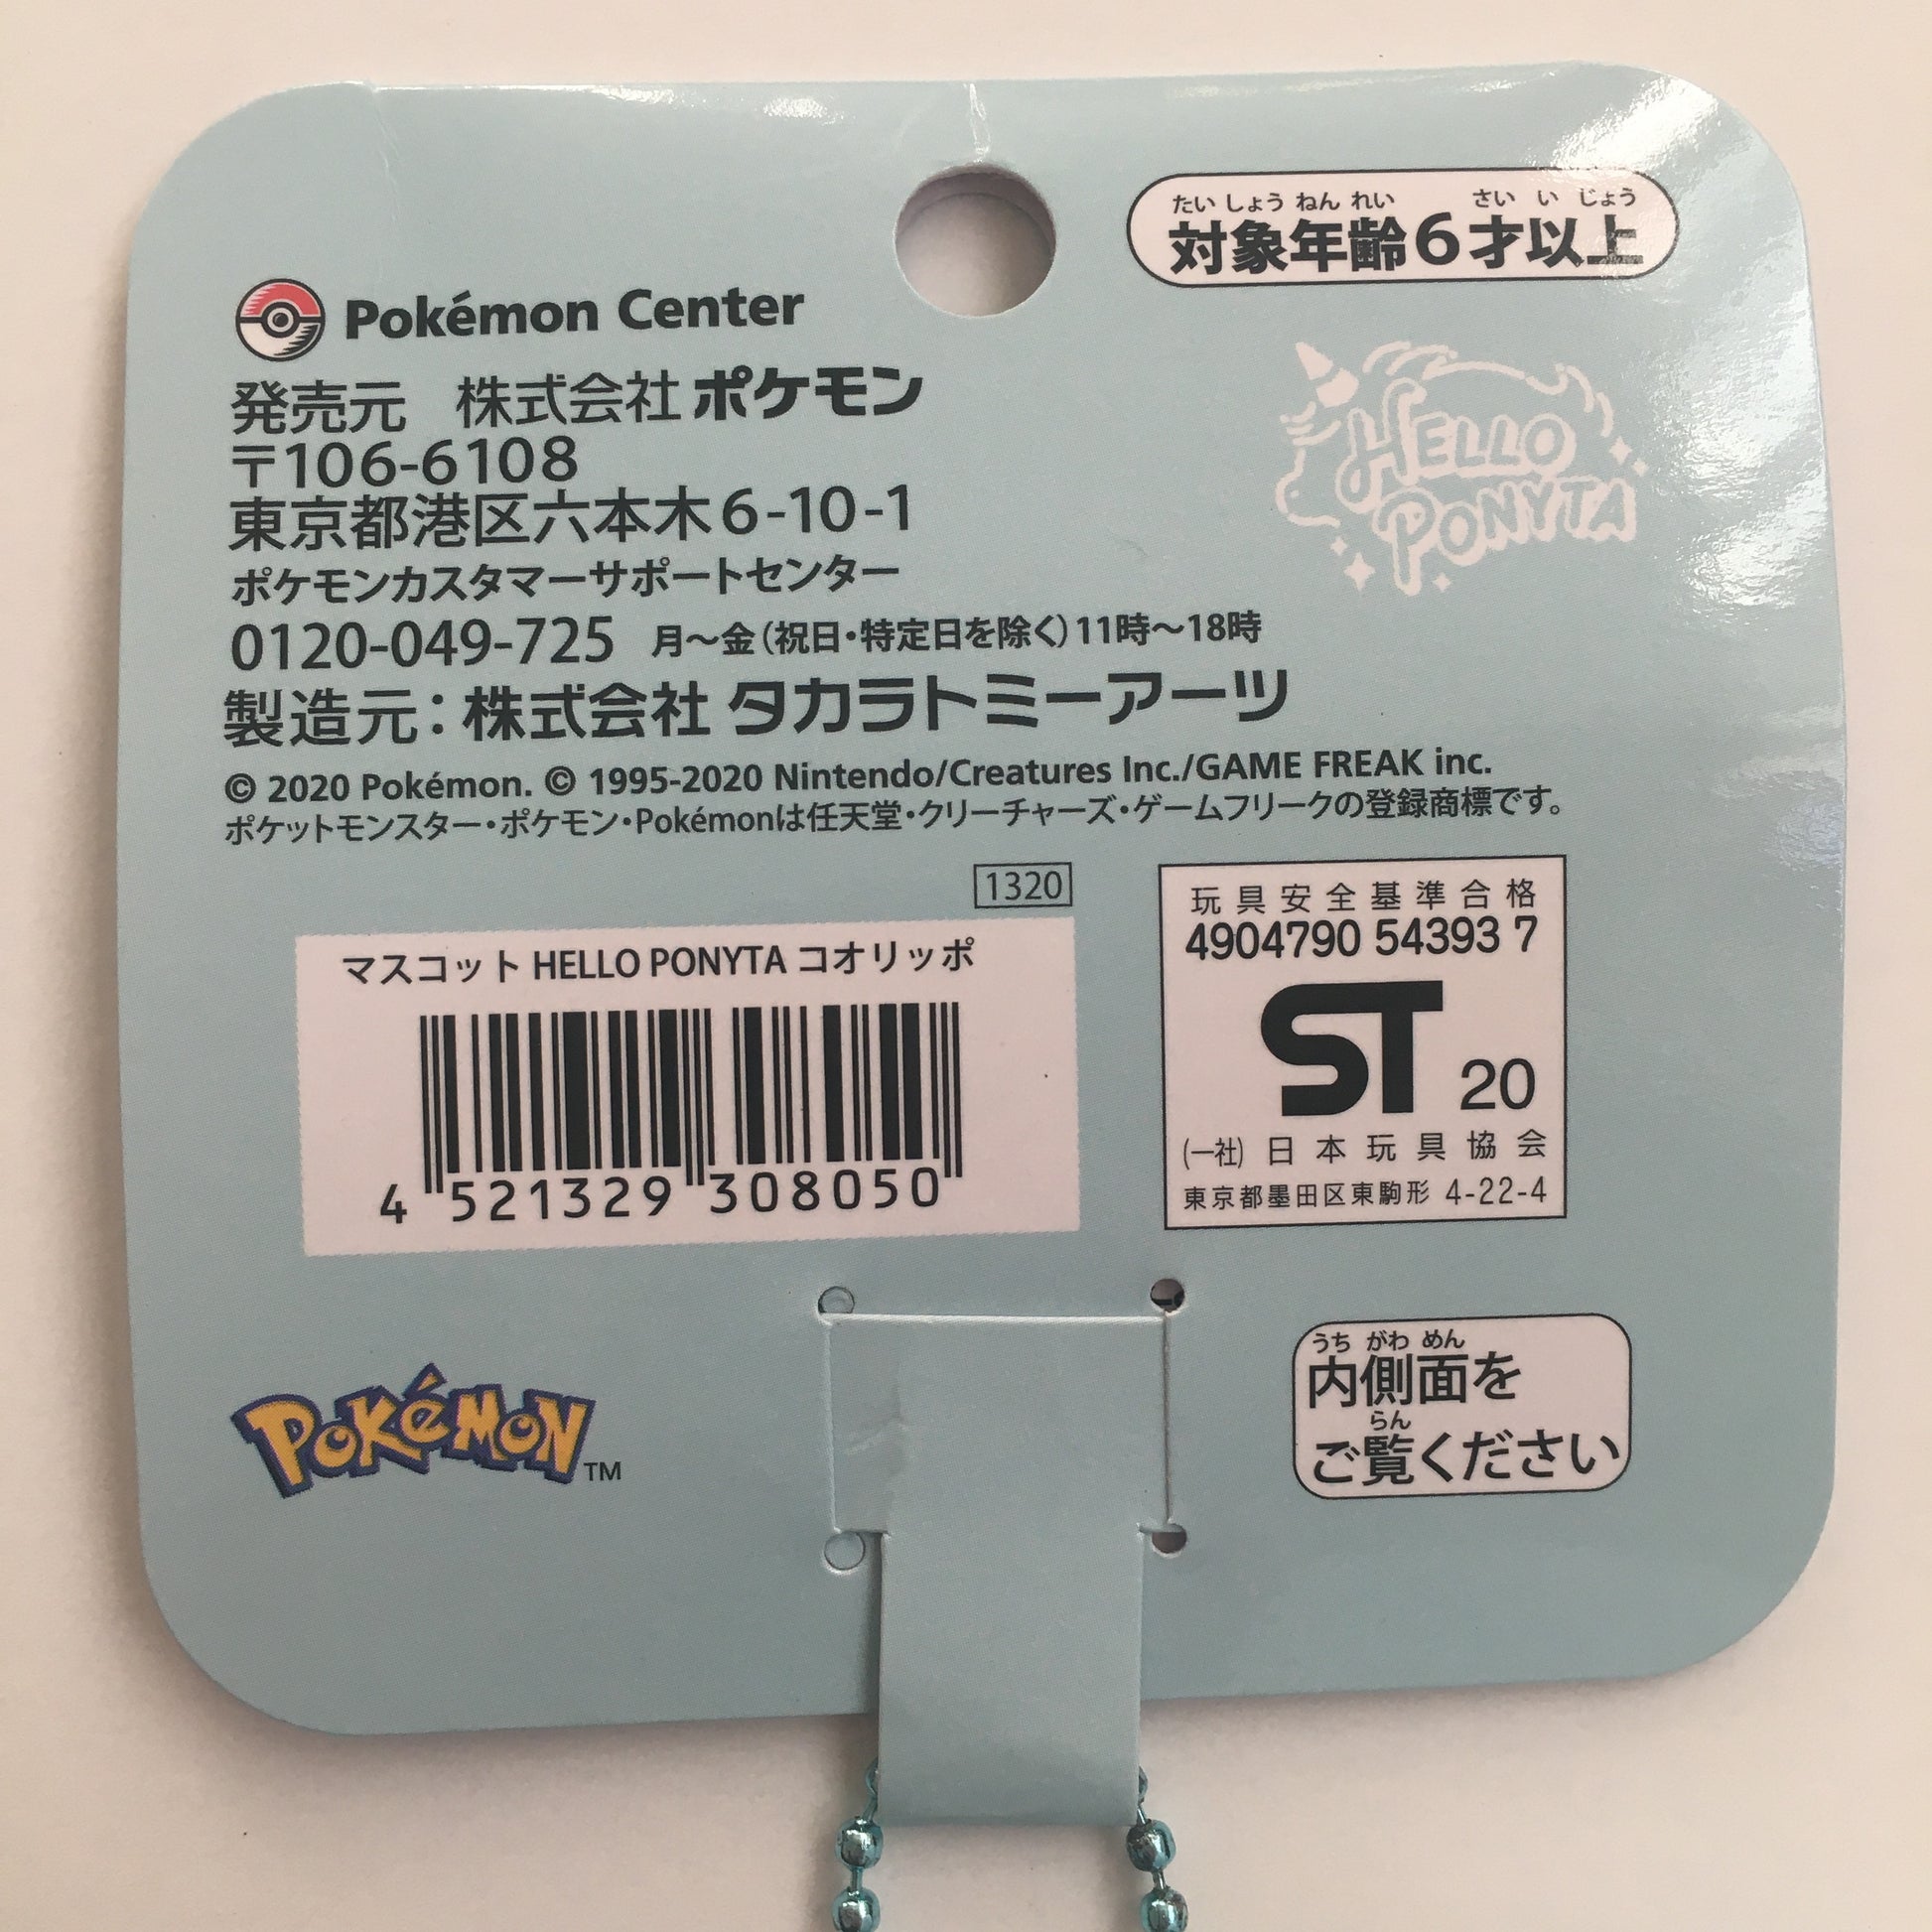 たいしょうねんれい さい い じょう
対象年齢6才以上
Pokémon Center
発売元 株式会社ポケモン
〒106-6108
東京都港区六本木6-10-1
ポケモンカスタマーサポートセンター
0120-049-725 月〜金(祝日・特定日を除く)11時〜18時
製造元:株式会社 タカラトミーアーツ
© 2020 Pokémon. © 1995-2020 Nintendo/Creatures Inc./GAME FREAK inc.
ポケットモンスター・ポケモン・Pokémonは任天堂・クリーチャーズ・ゲームフリークの登録商標です。
HELLO
PONYTA
1320
マスコット HELLO PONYTA コオリッポ
4 521329 308050
玩具安全基準合格
4904790 54393 7
ST 20
(一社) 日本玩具協会
東京都墨田区東駒形 4-22-4
POKéMON TM
うち がわ めん
内側面を
らん
ご覧ください